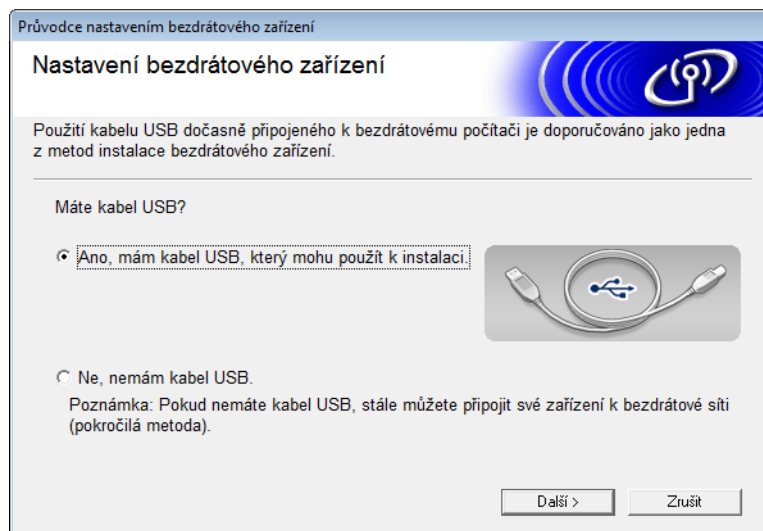 Průvodce nastavením bezdrátového zařízení
Nastavení bezdrátového zařízení
Použití kabelu USB dočasně připojeného k bezdrátovému počítači je doporučováno jako jedna
z metod instalace bezdrátového zařízení.
Máte kabel USB?
Ano, mám kabel USB, který mohu použít k instalaci.
Ne, nemám kabel USB.
Poznámka: Pokud nemáte kabel USB, stále můžete připojit své zařízení k bezdrátové síti
(pokročilá metoda).
Další > Zrušit